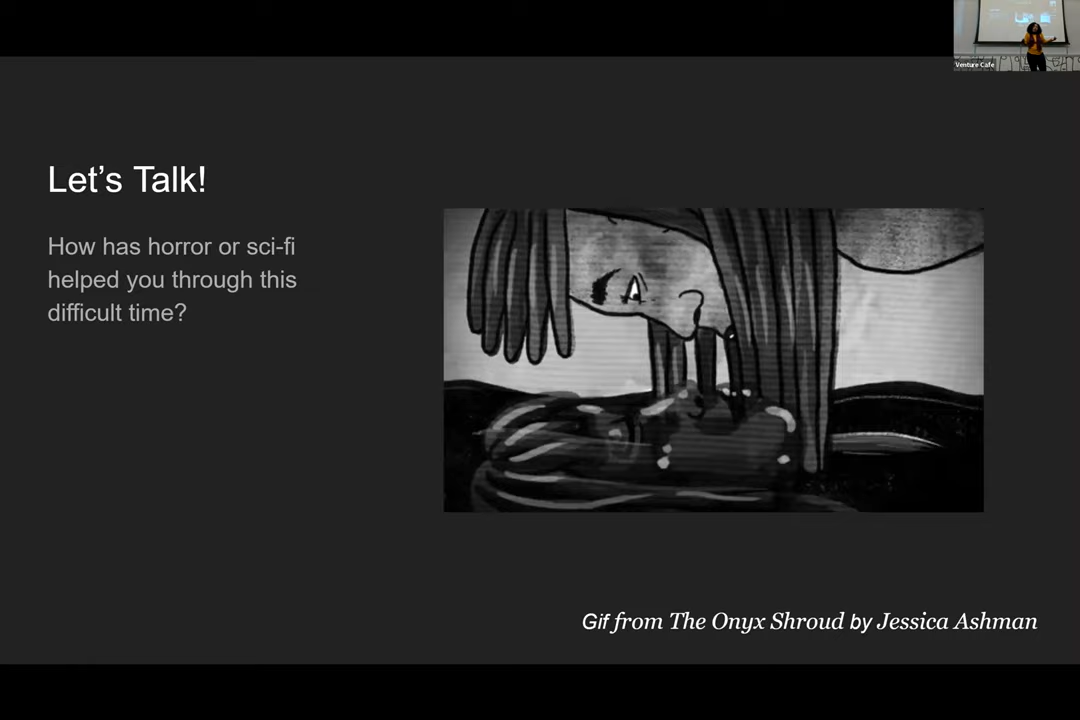 Venture Cafe
Let's Talk!
How has horror or sci-fi
helped you through this
difficult time?
Gif from The Onyx Shroud by Jessica Ashman